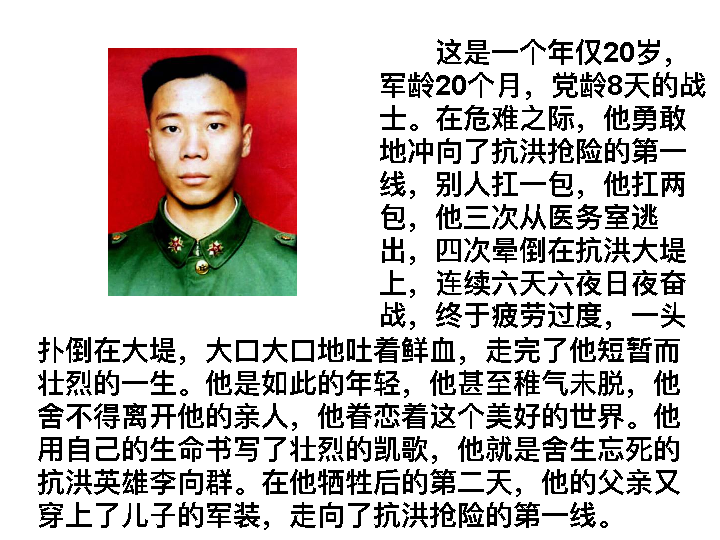 这是一个年仅20岁，
军龄20个月，党龄8天的战
士。在危难之际，他勇敢
地冲向了抗洪抢险的第一
线，别人扛一包，他扛两
包，他三次从医务室逃
出，四次晕倒在抗洪大堤
上，连续六天六夜日夜奋
战，终于疲劳过度，一头
扑倒在大堤，大口大口地吐着鲜血，走完了他短暂而
壮烈的一生。他是如此的年轻，他甚至稚气未脱，他
舍不得离开他的亲人，他眷恋着这个美好的世界。他
用自己的生命书写了壮烈的凯歌，他就是舍生忘死的
抗洪英雄李向群。在他牺牲后的第二天，他的父亲又
穿上了儿子的军装，走向了抗洪抢险的第一线。